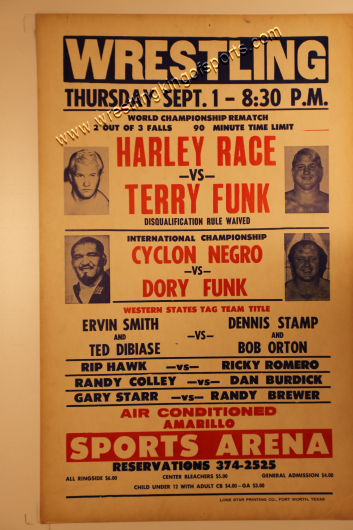 WRESTLING
THURSDAY SEPT. 1 – 8:30 P.M.
WORLD CHAMPIONSHIP REMATCH
2 OUT OF 3 FALLS 90 MINUTE TIME LIMIT
HARLEY RACE
–VS–
TERRY FUNK
DISQUALIFICATION RULE WAIVED
INTERNATIONAL CHAMPIONSHIP
CYCLON NEGRO
–VS–
DORY FUNK
WESTERN STATES TAG TEAM TITLE
ERVIN SMITH
AND
TED DIBIASE
–VS–
DENNIS STAMP
AND
BOB ORTON
RIP HAWK –vs– RICKY ROMERO
RANDY COLLEY –vs– DAN BURDICK
GARY STARR –vs– RANDY BREWER
AIR CONDITIONED
AMARILLO
SPORTS ARENA
RESERVATIONS 374-2525
ALL RINGSIDE $6.00 CENTER BLEACHERS $5.00 GENERAL ADMISSION $4.00
CHILD UNDER 12 WITH ADULT CR $4.00 - GA $3.00
LONE STAR PRINTING CO., FORT WORTH, TEXAS
www.wrestlingkingofsports.com